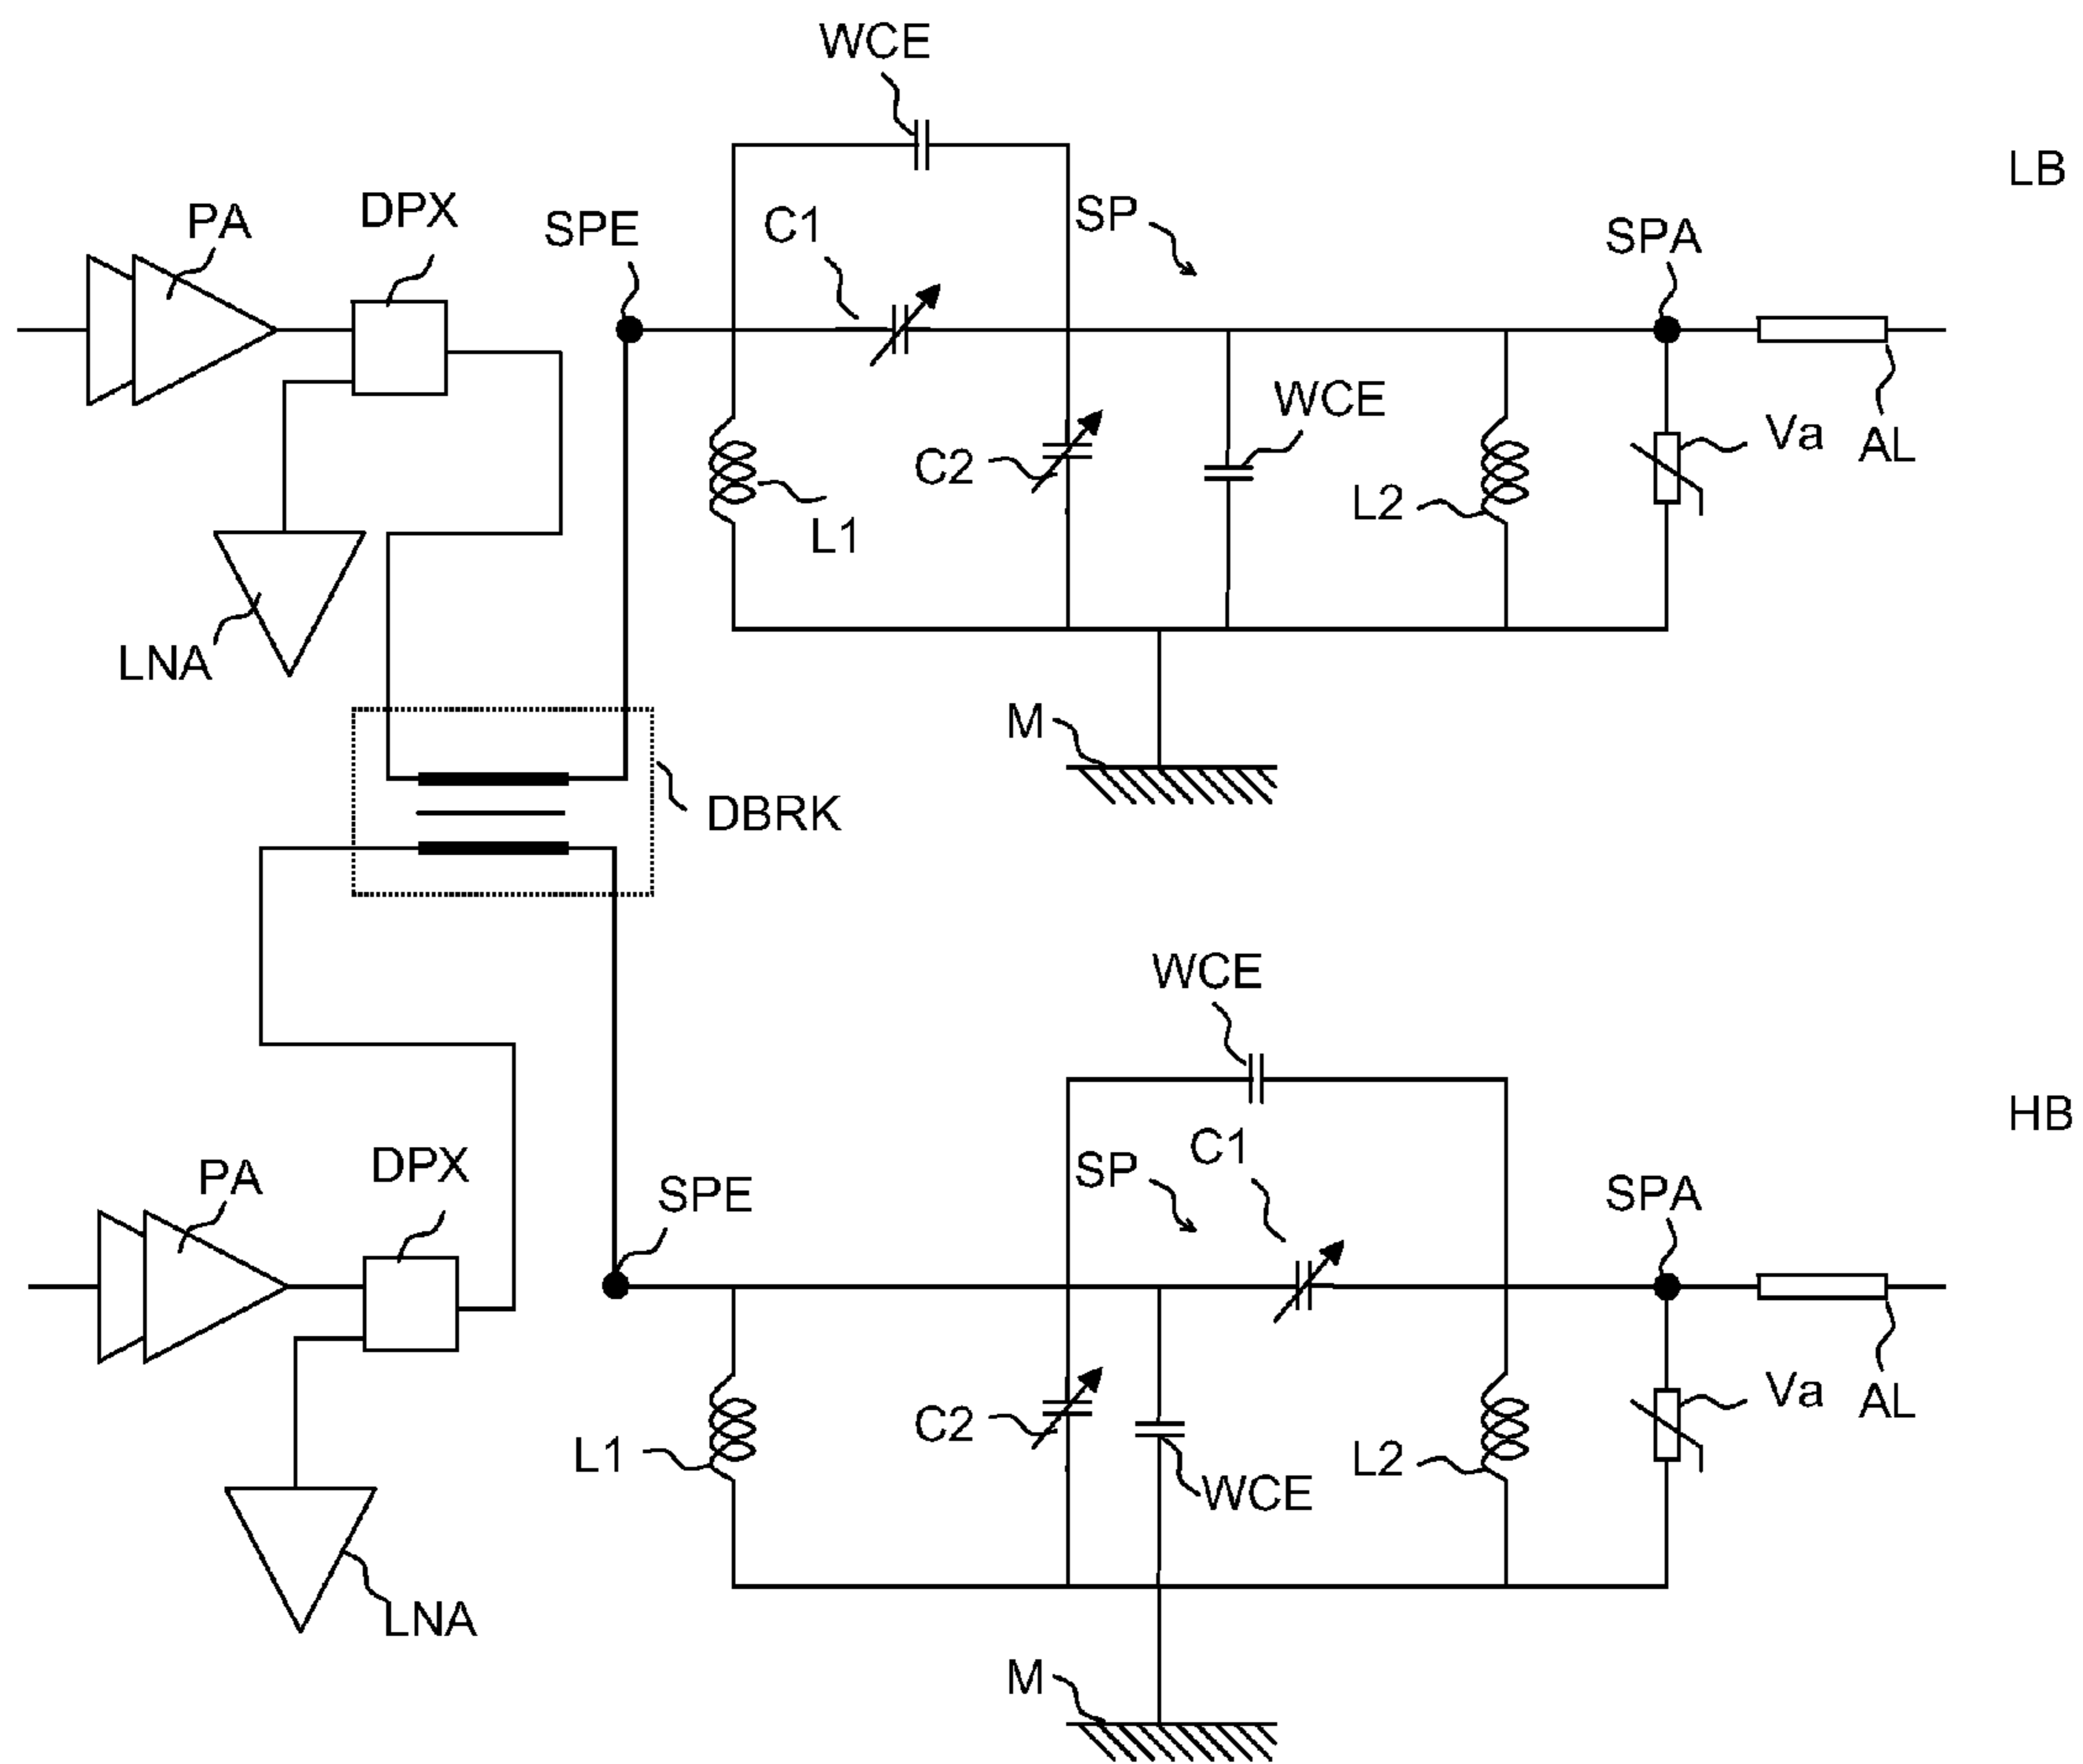 WCE
LB
PA
DPX
SPE
C1
SP
SPA
WCE
C2
L1
L2
Va
AL
LNA
M
DBRK
WCE
HB
PA
DPX
SPE
SP
C1
SPA
L1
C2
WCE
L2
Va
AL
LNA
M